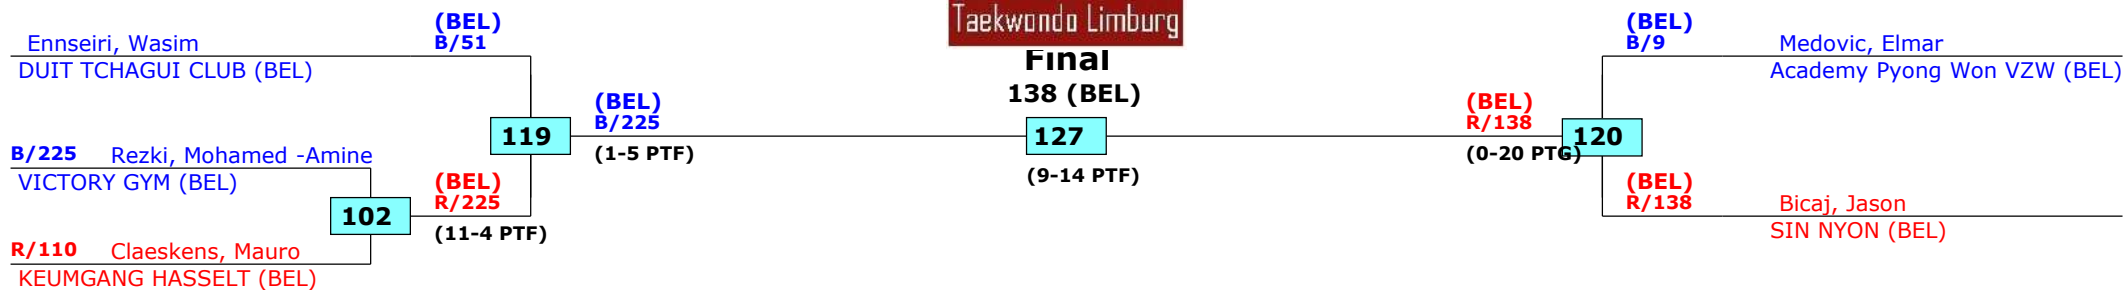 Taekwondo Limburg
Final
138 (BEL)
127
(9-14 PTF)
(BEL)
B/51
Ennseiri, Wasim
DUIT TCHAGUI CLUB (BEL)
119
(BEL)
B/225
(1-5 PTF)
B/225 Rezki, Mohamed -Amine
VICTORY GYM (BEL)
102
(BEL)
R/225
(11-4 PTF)
R/110 Claeskens, Mauro
KEUMGANG HASSELT (BEL)
(BEL)
B/9
Medovic, Elmar
Academy Pyong Won VZW (BEL)
(BEL)
R/138
(0-20 PTG)
120
(BEL)
R/138
Bicaj, Jason
SIN NYON (BEL)